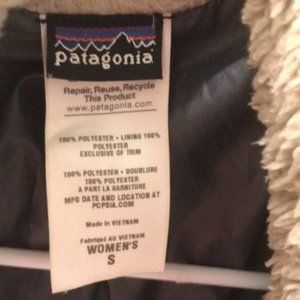 patagonia
Repair, Reuse, Recycle
This Product
www.patagonia.com
100% POLYESTER • LINING 100%
POLYESTER
EXCLUSIVE OF TRIM
100% POLYESTER • DOUBLURE
100% POLYESTER
A PART LA GARNITURE
MFG DATE AND LOCATION AT
PCPSIA.COM
Made in VIETNAM
Fabriqué AU VIETNAM
WOMEN'S
S